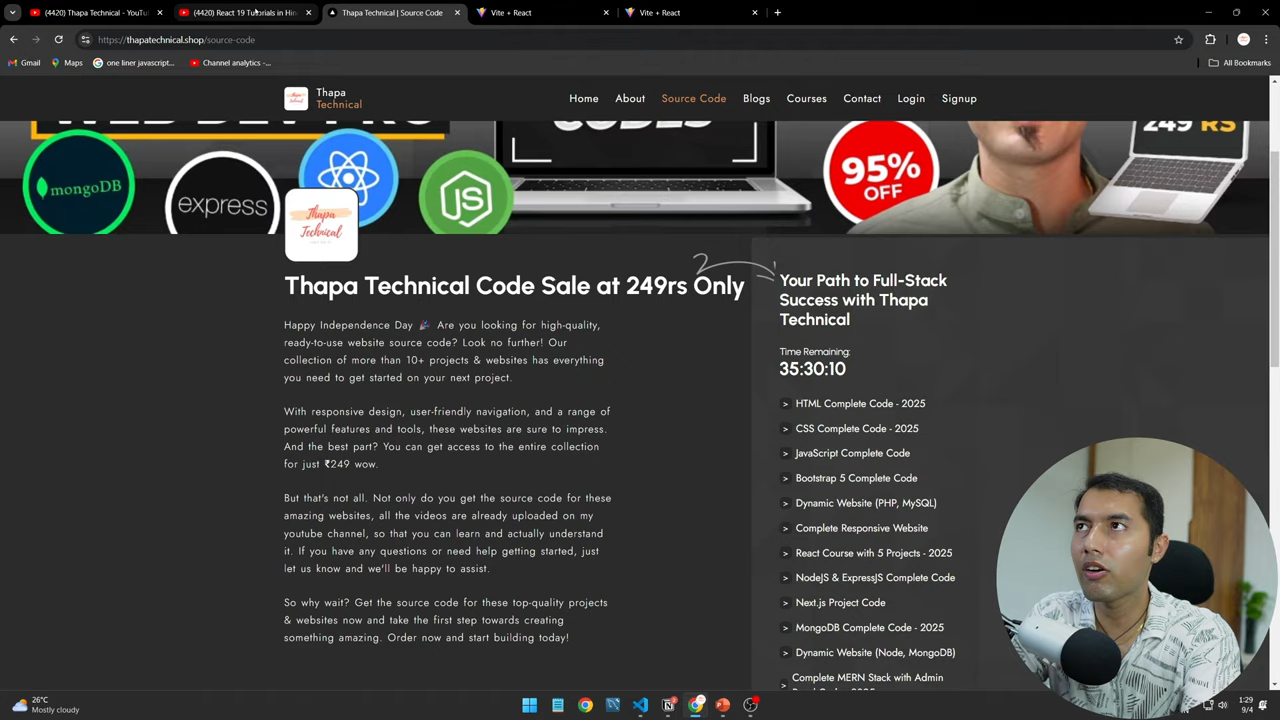 (4420) Thapa Technical - YouTu
(4420) React 19 Tutorials in Hin
Thapa Technical | Source Code
Vite + React
Vite + React
https://thapatechnical.shop/source-code
Gmail
Maps
one liner javascript...
Channel analytics -...
All Bookmarks
Thapa
Technical
Home
About
Source Code
Blogs
Courses
Contact
Login
Signup
mongoDB
express
JS
95%
OFF
249 RS
Thapa
Technical
Thapa Technical Code Sale at 249rs Only
Happy Independence Day 🎉 Are you looking for high-quality,
ready-to-use website source code? Look no further! Our
collection of more than 10+ projects & websites has everything
you need to get started on your next project.
With responsive design, user-friendly navigation, and a range of
powerful features and tools, these websites are sure to impress.
And the best part? You can get access to the entire collection
for just ₹249 wow.
But that's not all. Not only do you get the source code for these
amazing websites, all the videos are already uploaded on my
youtube channel, so that you can learn and actually understand
it. If you have any questions or need help getting started, just
let us know and we'll be happy to assist.
So why wait? Get the source code for these top-quality projects
& websites now and take the first step towards creating
something amazing. Order now and start building today!
Your Path to Full-Stack
Success with Thapa
Technical
Time Remaining:
35:30:10
> HTML Complete Code - 2025
> CSS Complete Code - 2025
> JavaScript Complete Code
> Bootstrap 5 Complete Code
> Dynamic Website (PHP, MySQL)
> Complete Responsive Website
> React Course with 5 Projects - 2025
> NodeJS & ExpressJS Complete Code
> Next.js Project Code
> MongoDB Complete Code - 2025
> Dynamic Website (Node, MongoDB)
> Complete MERN Stack with Admin
26°C
Mostly cloudy
1:29
9/4